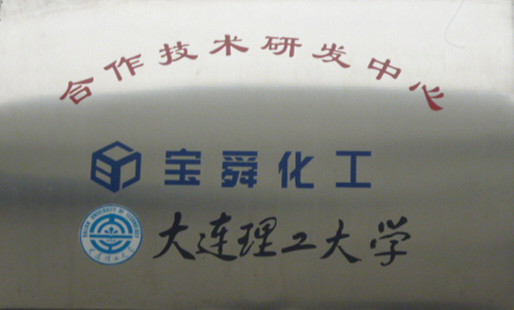 合作技术研发中心
宝舜化工
大连理工大学